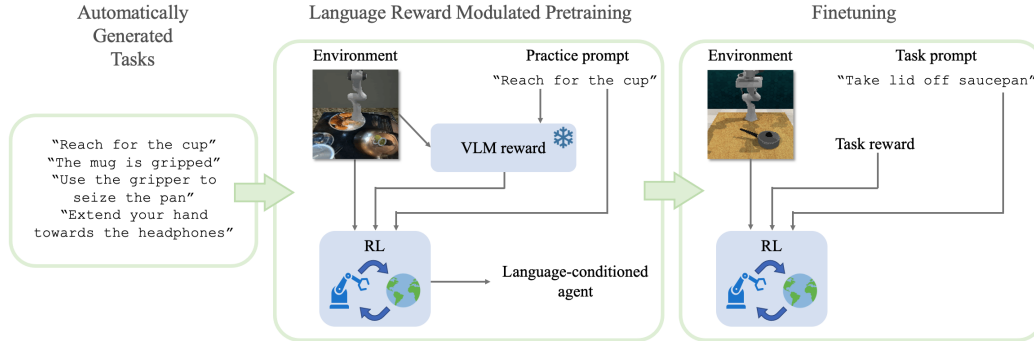 Automatically
Generated
Tasks
"Reach for the cup"
"The mug is gripped"
"Use the gripper to
seize the pan"
"Extend your hand
towards the headphones"
Language Reward Modulated Pretraining
Environment
Practice prompt
"Reach for the cup"
VLM reward
RL
Language-conditioned
agent
Finetuning
Environment
Task prompt
"Take lid off saucepan"
Task reward
RL